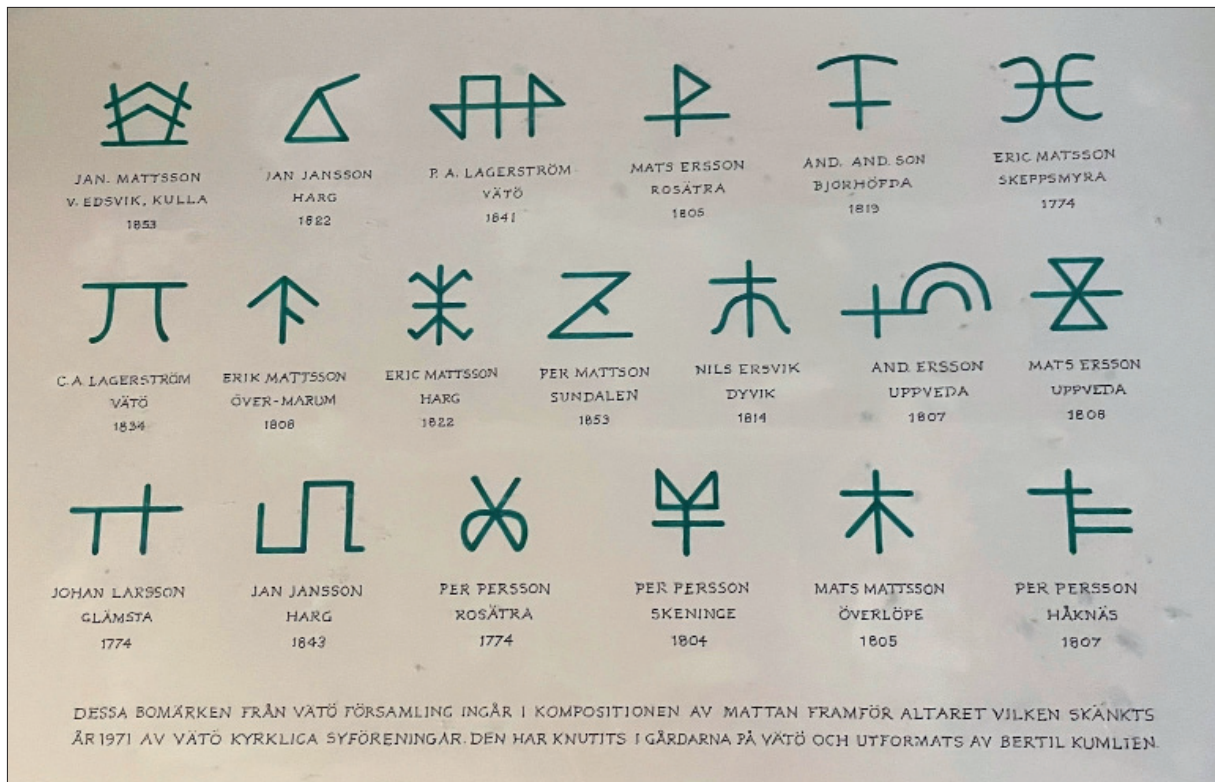 JAN. MATTSSON
V. EDSVIK, KULLA
1853
JAN JANSSON
HARG
1822
P. A. LAGERSTRÖM
VÄTÖ
1841
MATS ERSSON
ROSÄTRA
1805
AND. AND. SON
BJÖRHÖFDA
1819
ERIC MATSSON
SKEPPSMYRA
1774
C. A. LAGERSTRÖM
VÄTÖ
1834
ERIK MATTSSON
ÖVER-MARUM
1808
ERIC MATTSSON
HARG
1822
PER MATTSON
SUNDALEN
1853
NILS ERSVIK
DYVIK
1814
AND. ERSSON
UPPVEDA
1807
MATS ERSSON
UPPVEDA
1808
JOHAN LARSSON
GLÄMSTA
1774
JAN JANSSON
HARG
1843
PER PERSSON
ROSÄTRA
1774
PER PERSSON
SKENINGE
1804
MATS MATTSSON
ÖVERLÖPE
1805
PER PERSSON
HÅKNÄS
1807
DESSA BOMÄRKEN FRÅN VÄTÖ FÖRSAMLING INGÅR I KOMPOSITIONEN AV MATTAN FRAMFÖR ALTARET VILKEN SKÄNKTS
ÅR 1971 AV VÄTÖ KYRKLIGA SYFÖRENINGAR. DEN HAR KNUTITS I GÅRDARNA PÅ VÄTÖ OCH UTFORMATS AV BERTIL KUMLIEN.